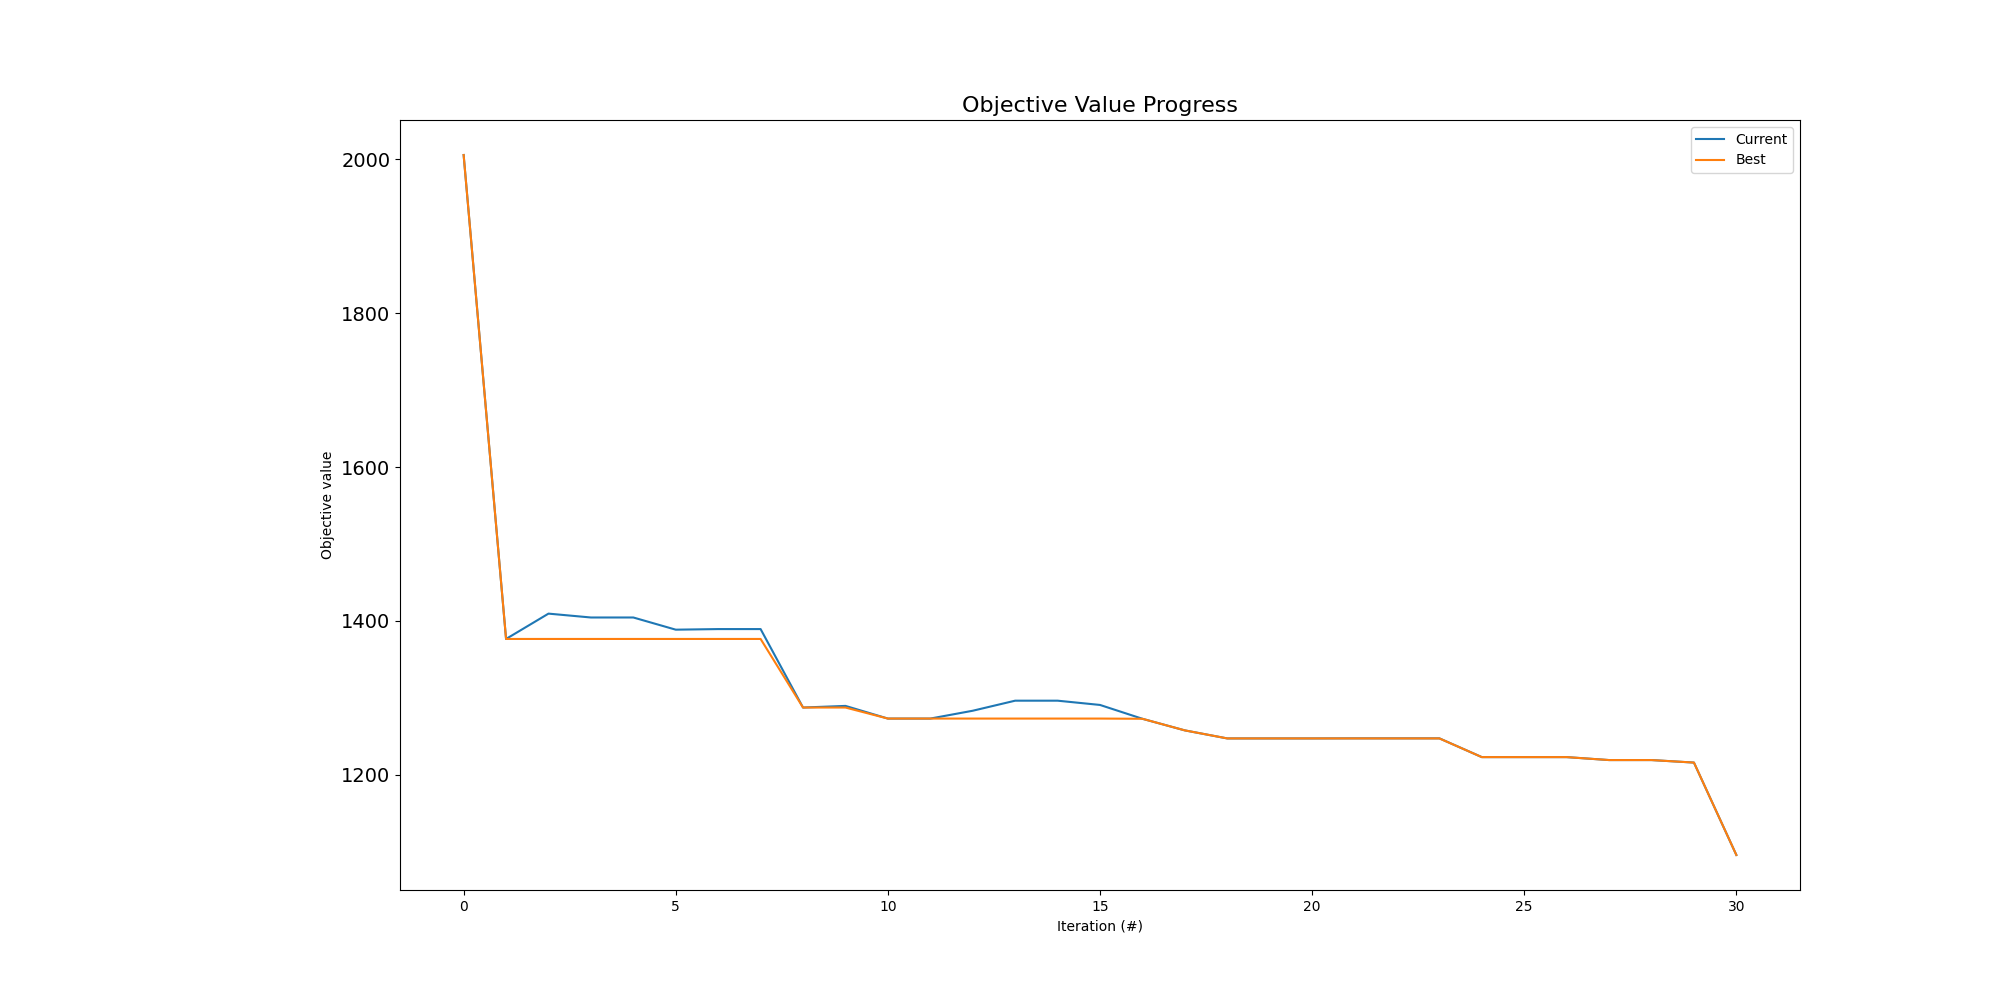 Objective Value Progress
Current
Best
2000
1800
1600
1400
1200
Objective value
0 5 10 15 20 25 30
Iteration (#)